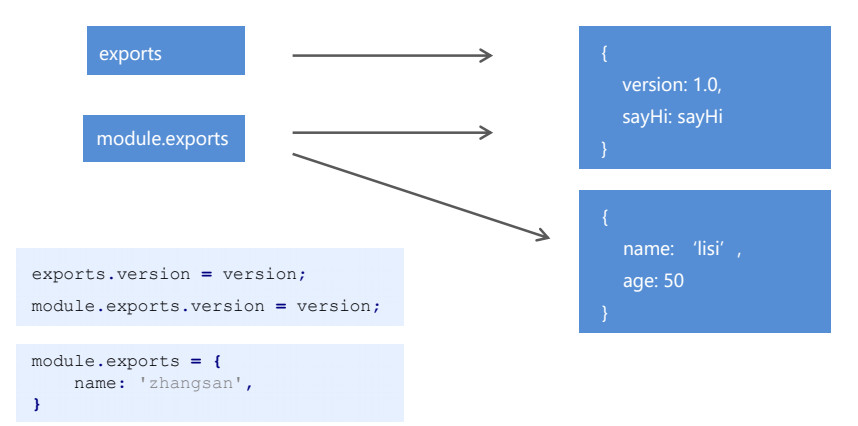 exports
module.exports
{
version: 1.0,
sayHi: sayHi
}
{
name: ‘lisi’,
age: 50
}
exports.version = version;
module.exports.version = version;
module.exports = {
name: 'zhangsan',
}